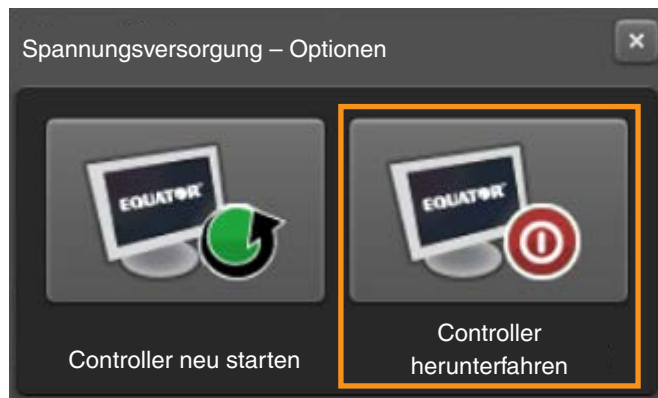 Spannungsversorgung – Optionen
EQUATOR
EQUATOR
Controller neu starten
Controller
herunterfahren